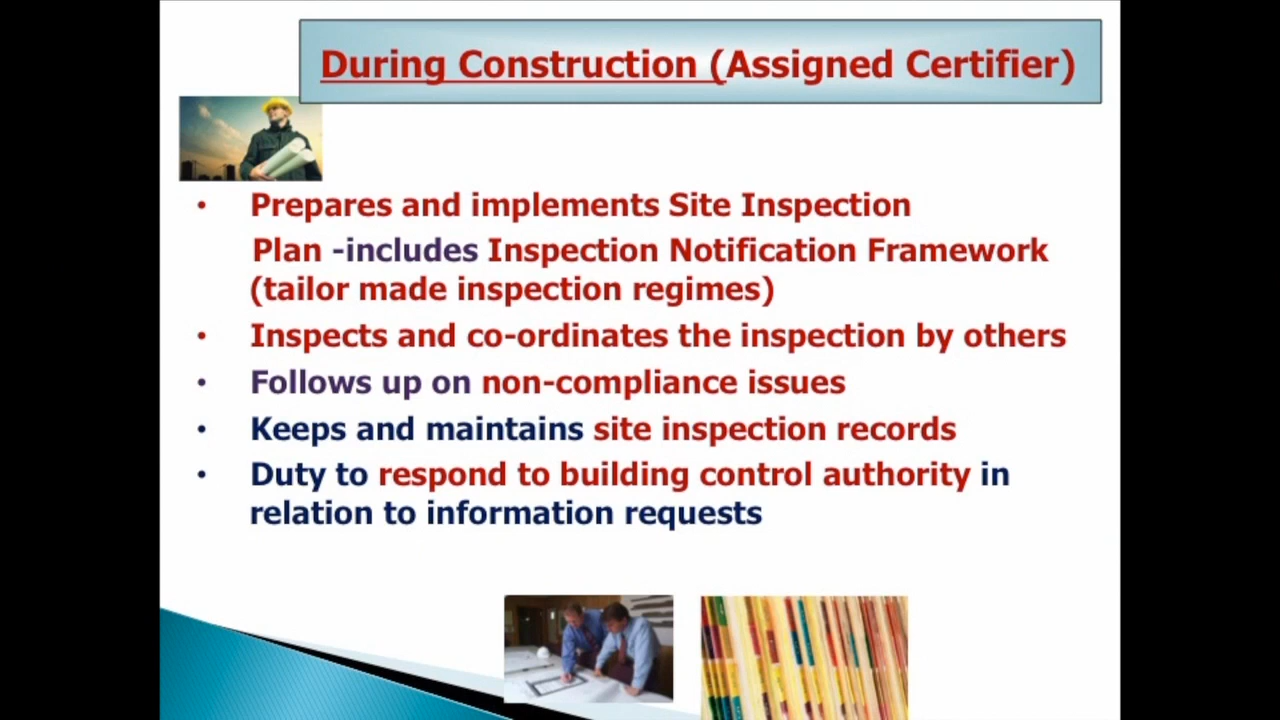 During Construction (Assigned Certifier)
• Prepares and implements Site Inspection
Plan -includes Inspection Notification Framework
(tailor made inspection regimes)
• Inspects and co-ordinates the inspection by others
• Follows up on non-compliance issues
• Keeps and maintains site inspection records
• Duty to respond to building control authority in
relation to information requests